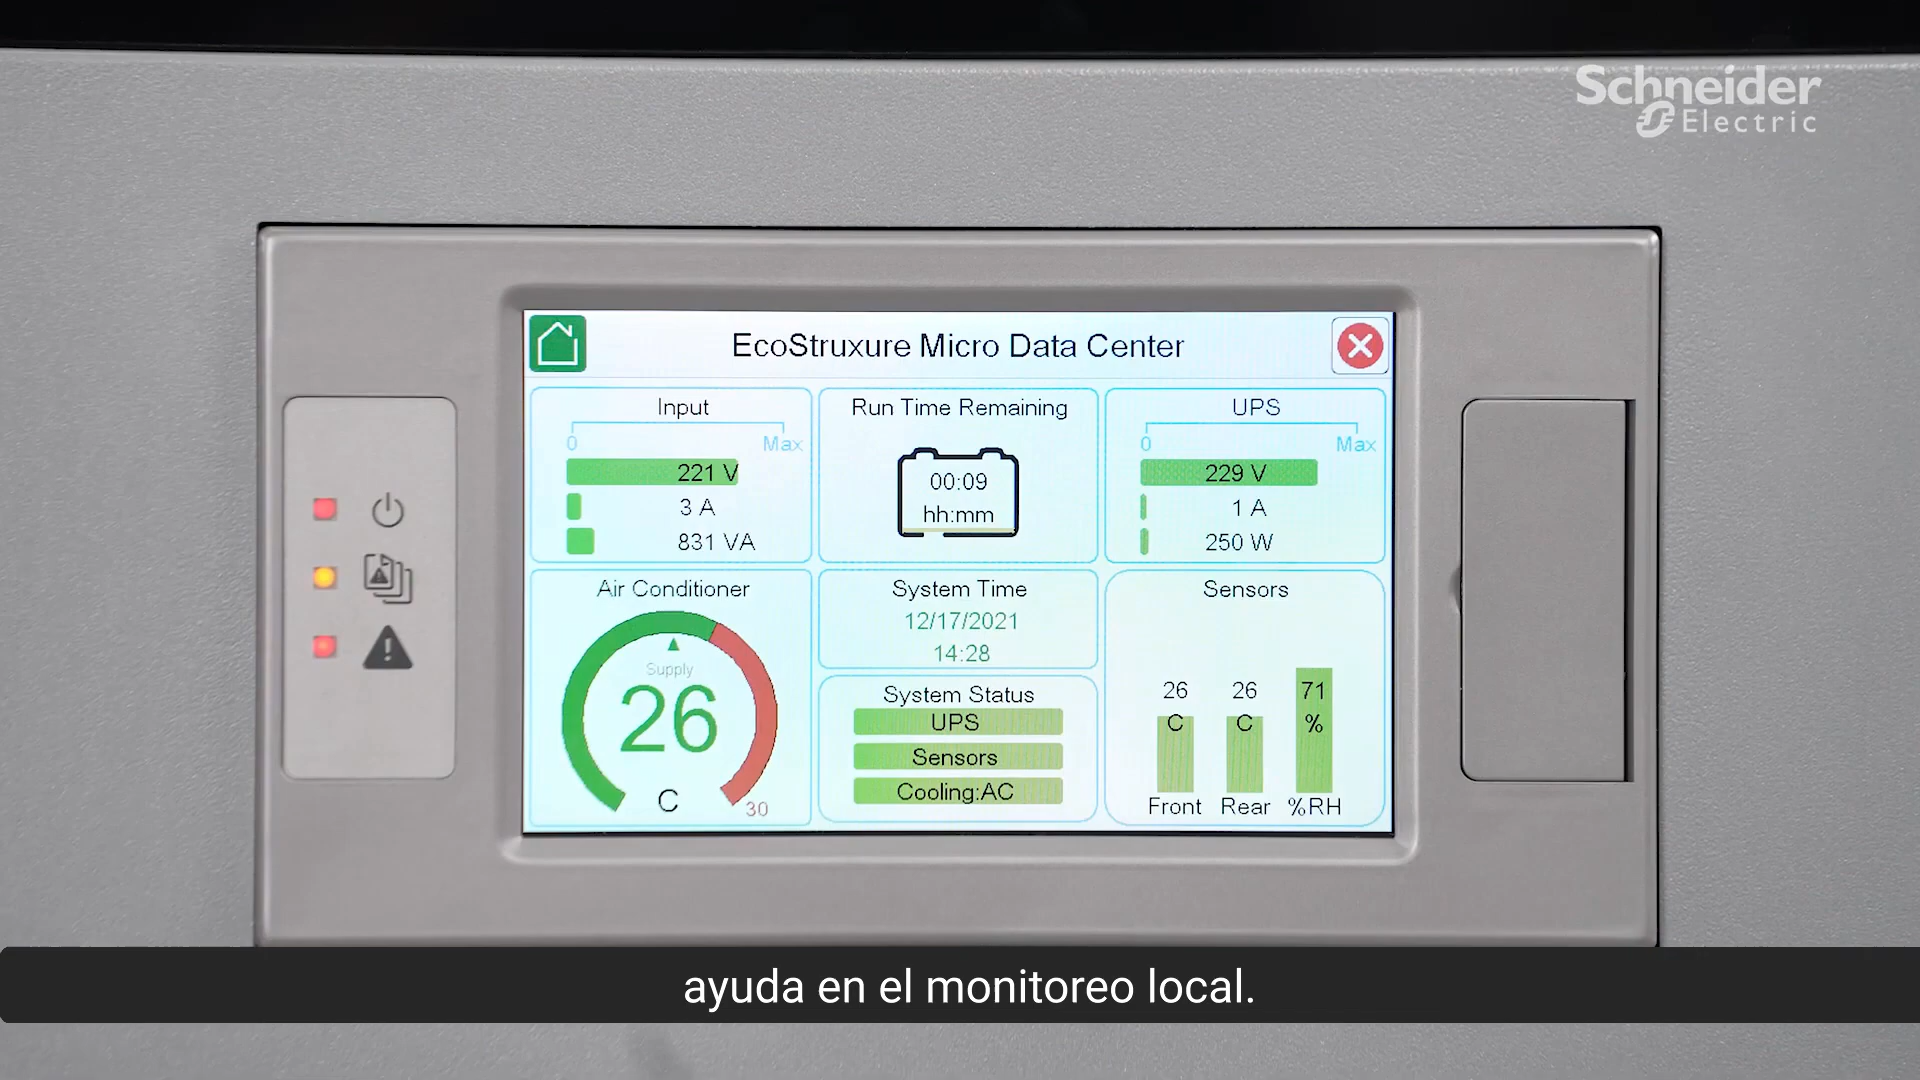 Schneider
Electric
EcoStruxure Micro Data Center
Input
0 Max
221 V
3 A
831 VA
Run Time Remaining
00:09
hh:mm
UPS
0 Max
229 V
1 A
250 W
Air Conditioner
Supply
26
C
30
System Time
12/17/2021
14:28
System Status
UPS
Sensors
Cooling:AC
Sensors
26 26 71
C C %
Front Rear %RH
ayuda en el monitoreo local.